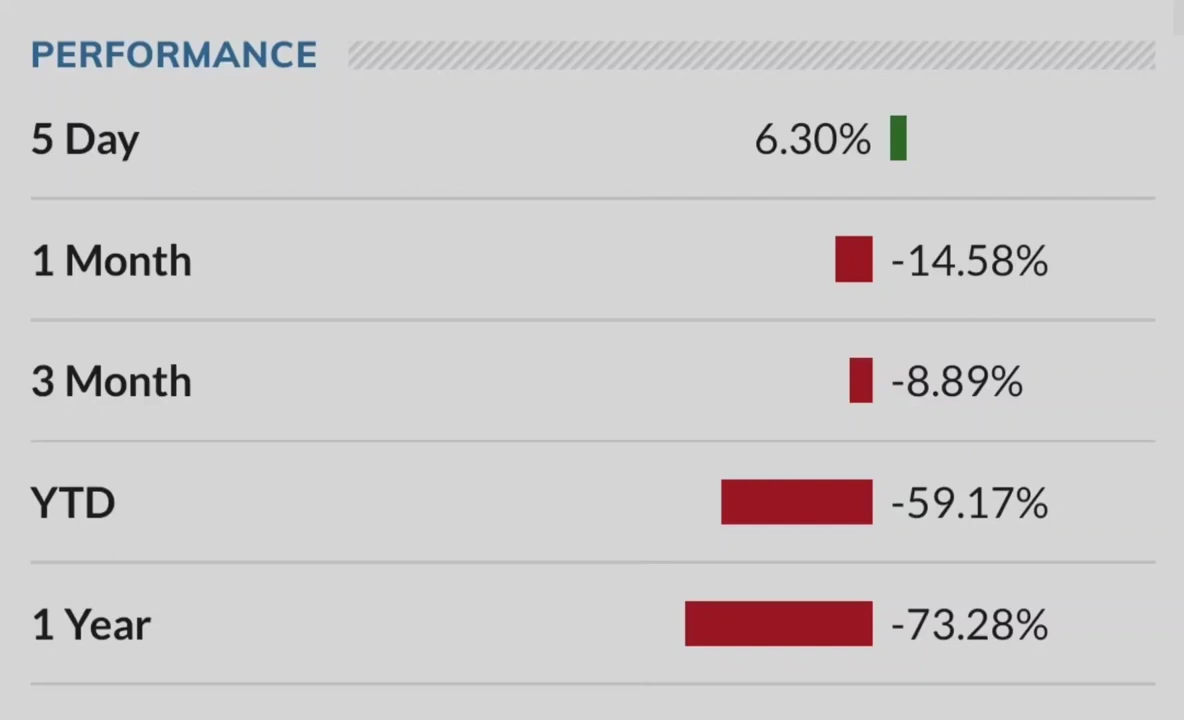 PERFORMANCE
5 Day 6.30%
1 Month -14.58%
3 Month -8.89%
YTD -59.17%
1 Year -73.28%